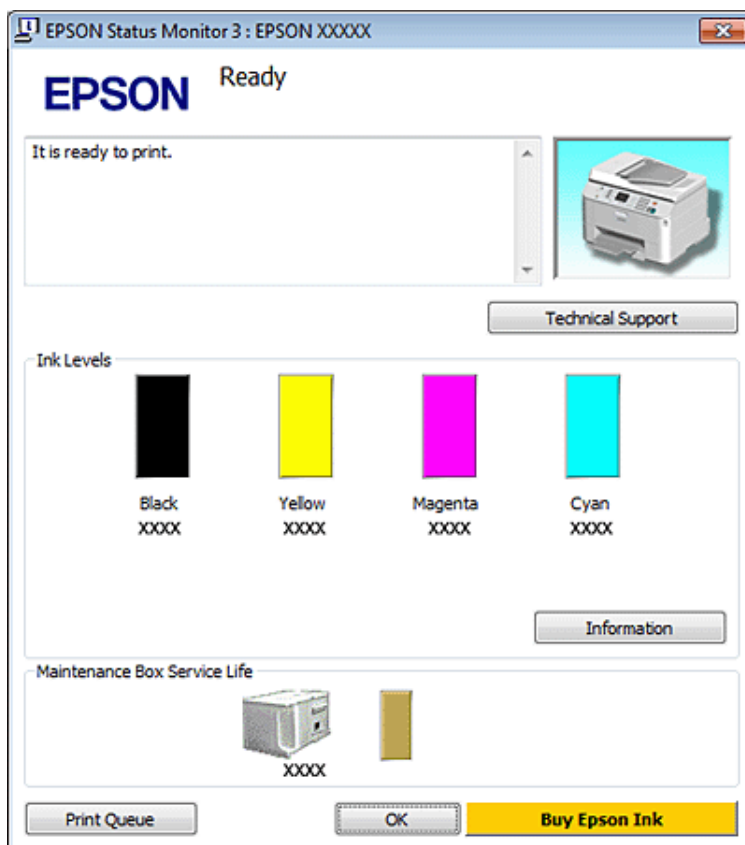 EPSON Status Monitor 3 : EPSON XXXXX
EPSON
Ready
It is ready to print.
Technical Support
Ink Levels
Black Yellow Magenta Cyan
XXXX XXXX XXXX XXXX
Information
Maintenance Box Service Life
XXXX
Print Queue OK Buy Epson Ink